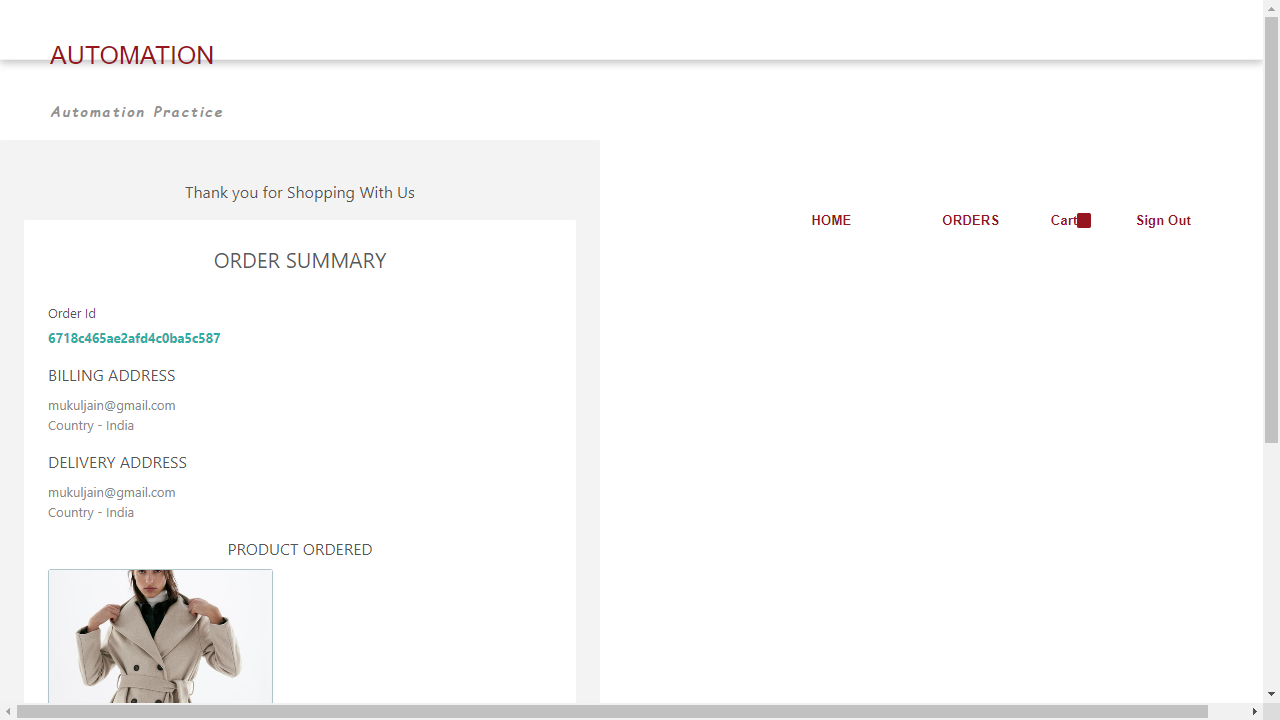 AUTOMATION
Automation Practice
Thank you for Shopping With Us
HOME
ORDERS
Cart
Sign Out
ORDER SUMMARY
Order Id
6718c465ae2afd4c0ba5c587
BILLING ADDRESS
mukuljain@gmail.com
Country - India
DELIVERY ADDRESS
mukuljain@gmail.com
Country - India
PRODUCT ORDERED